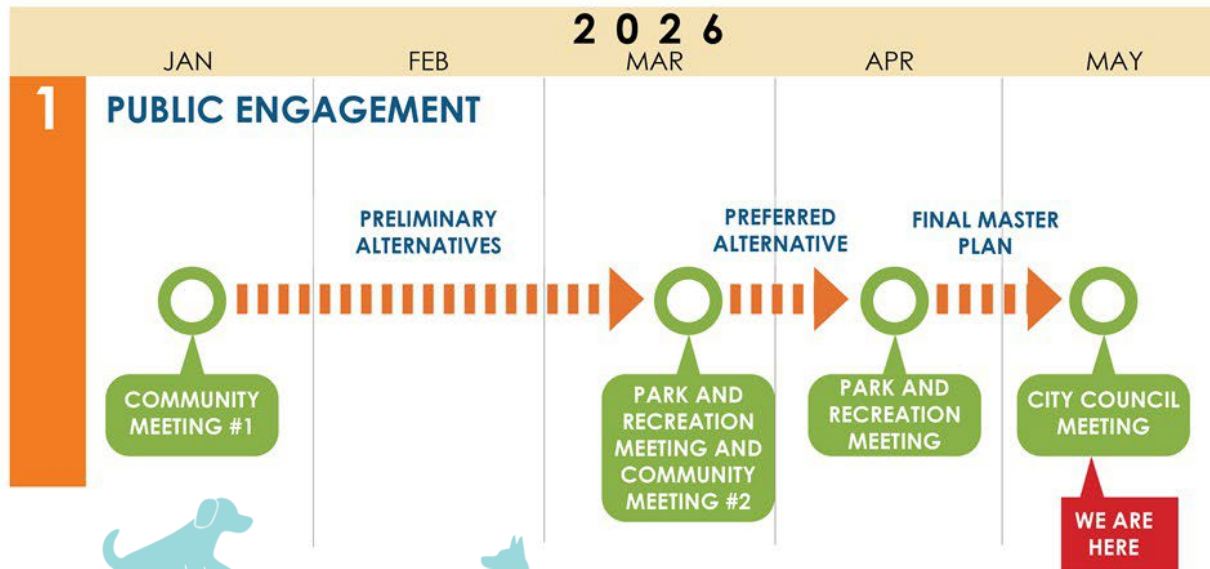 2 0 2 6
JAN FEB MAR APR MAY
1 PUBLIC ENGAGEMENT
PRELIMINARY
ALTERNATIVES
PREFERRED
ALTERNATIVE
FINAL MASTER
PLAN
COMMUNITY
MEETING #1
PARK AND
RECREATION
MEETING AND
COMMUNITY
MEETING #2
PARK AND
RECREATION
MEETING
CITY COUNCIL
MEETING
WE ARE
HERE